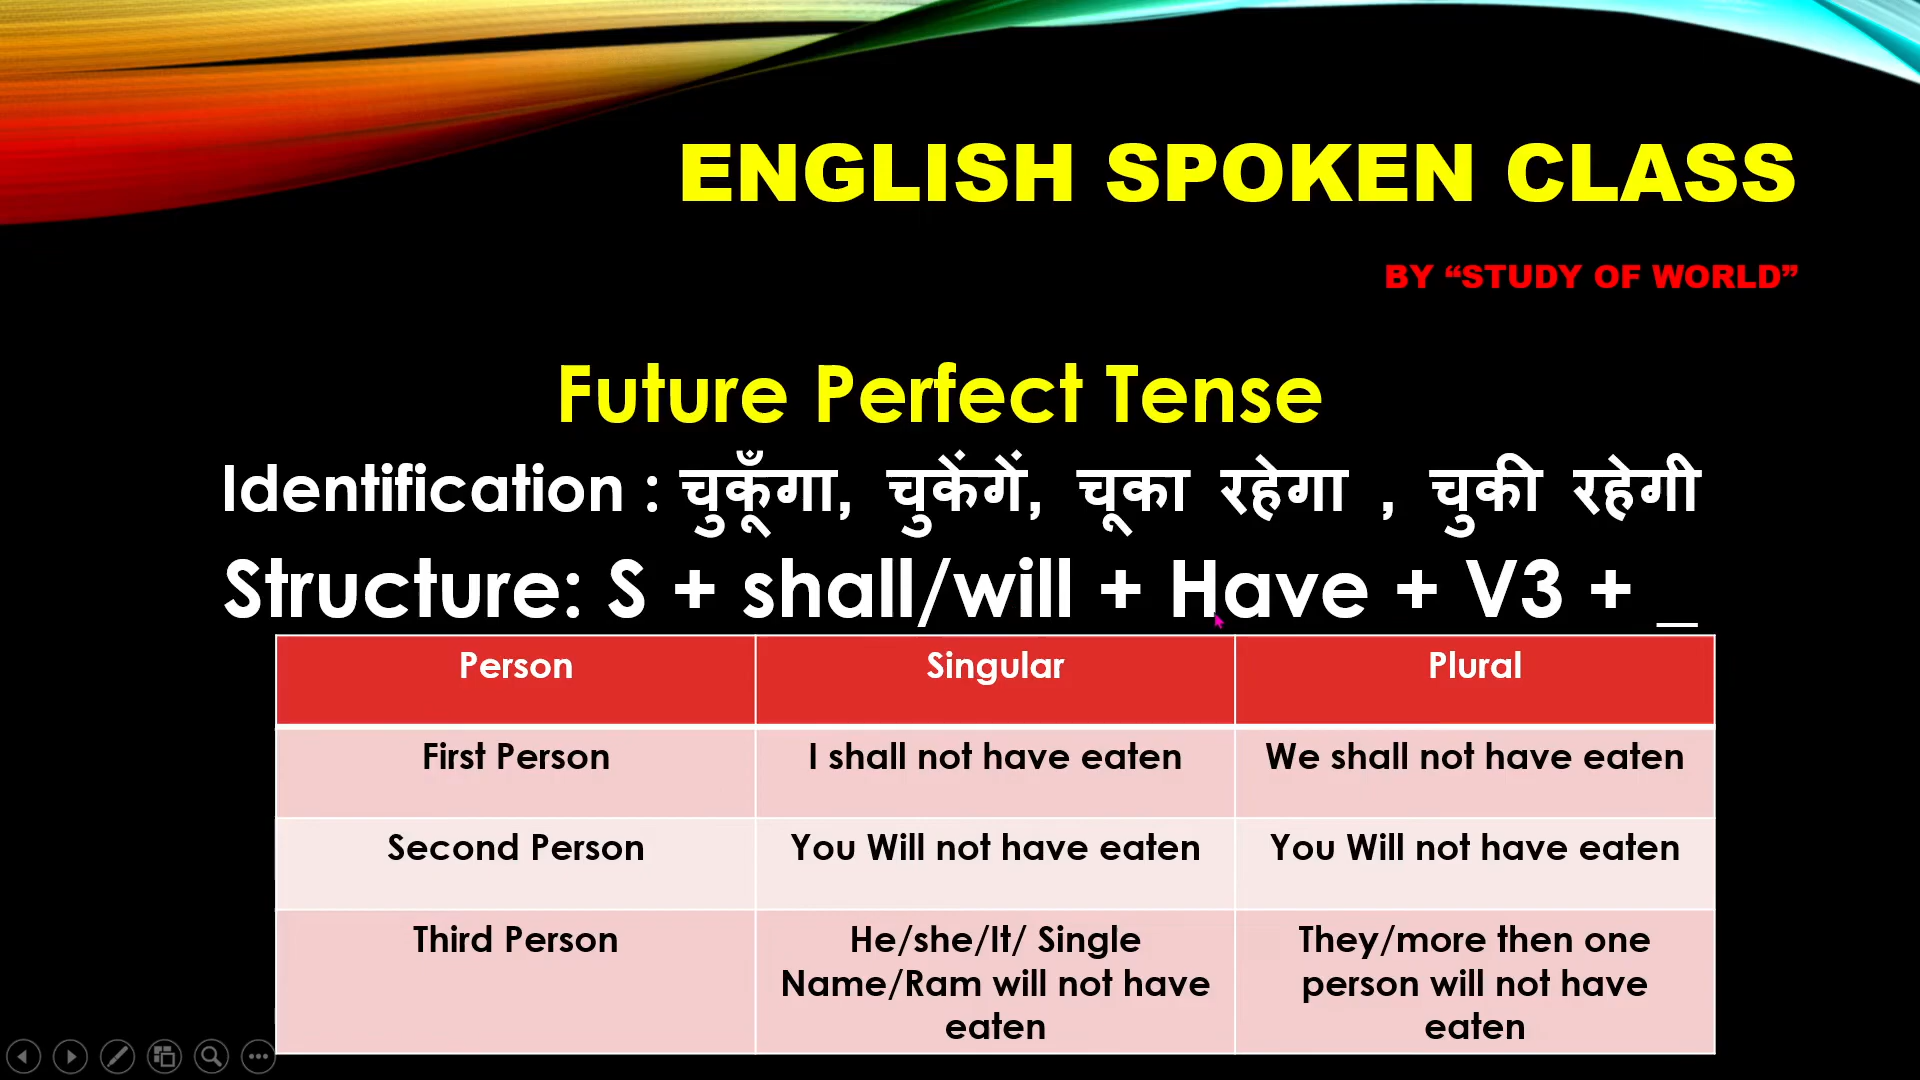 ENGLISH SPOKEN CLASS
BY “STUDY OF WORLD”
Future Perfect Tense
Identification : चुकूँगा, चुकेंगें, चूका रहेगा , चुकी रहेगी
Structure: S + shall/will + Have + V3 + _
Person Singular Plural
First Person I shall not have eaten We shall not have eaten
Second Person You Will not have eaten You Will not have eaten
Third Person He/she/It/ Single They/more then one
Name/Ram will not have person will not have
eaten eaten